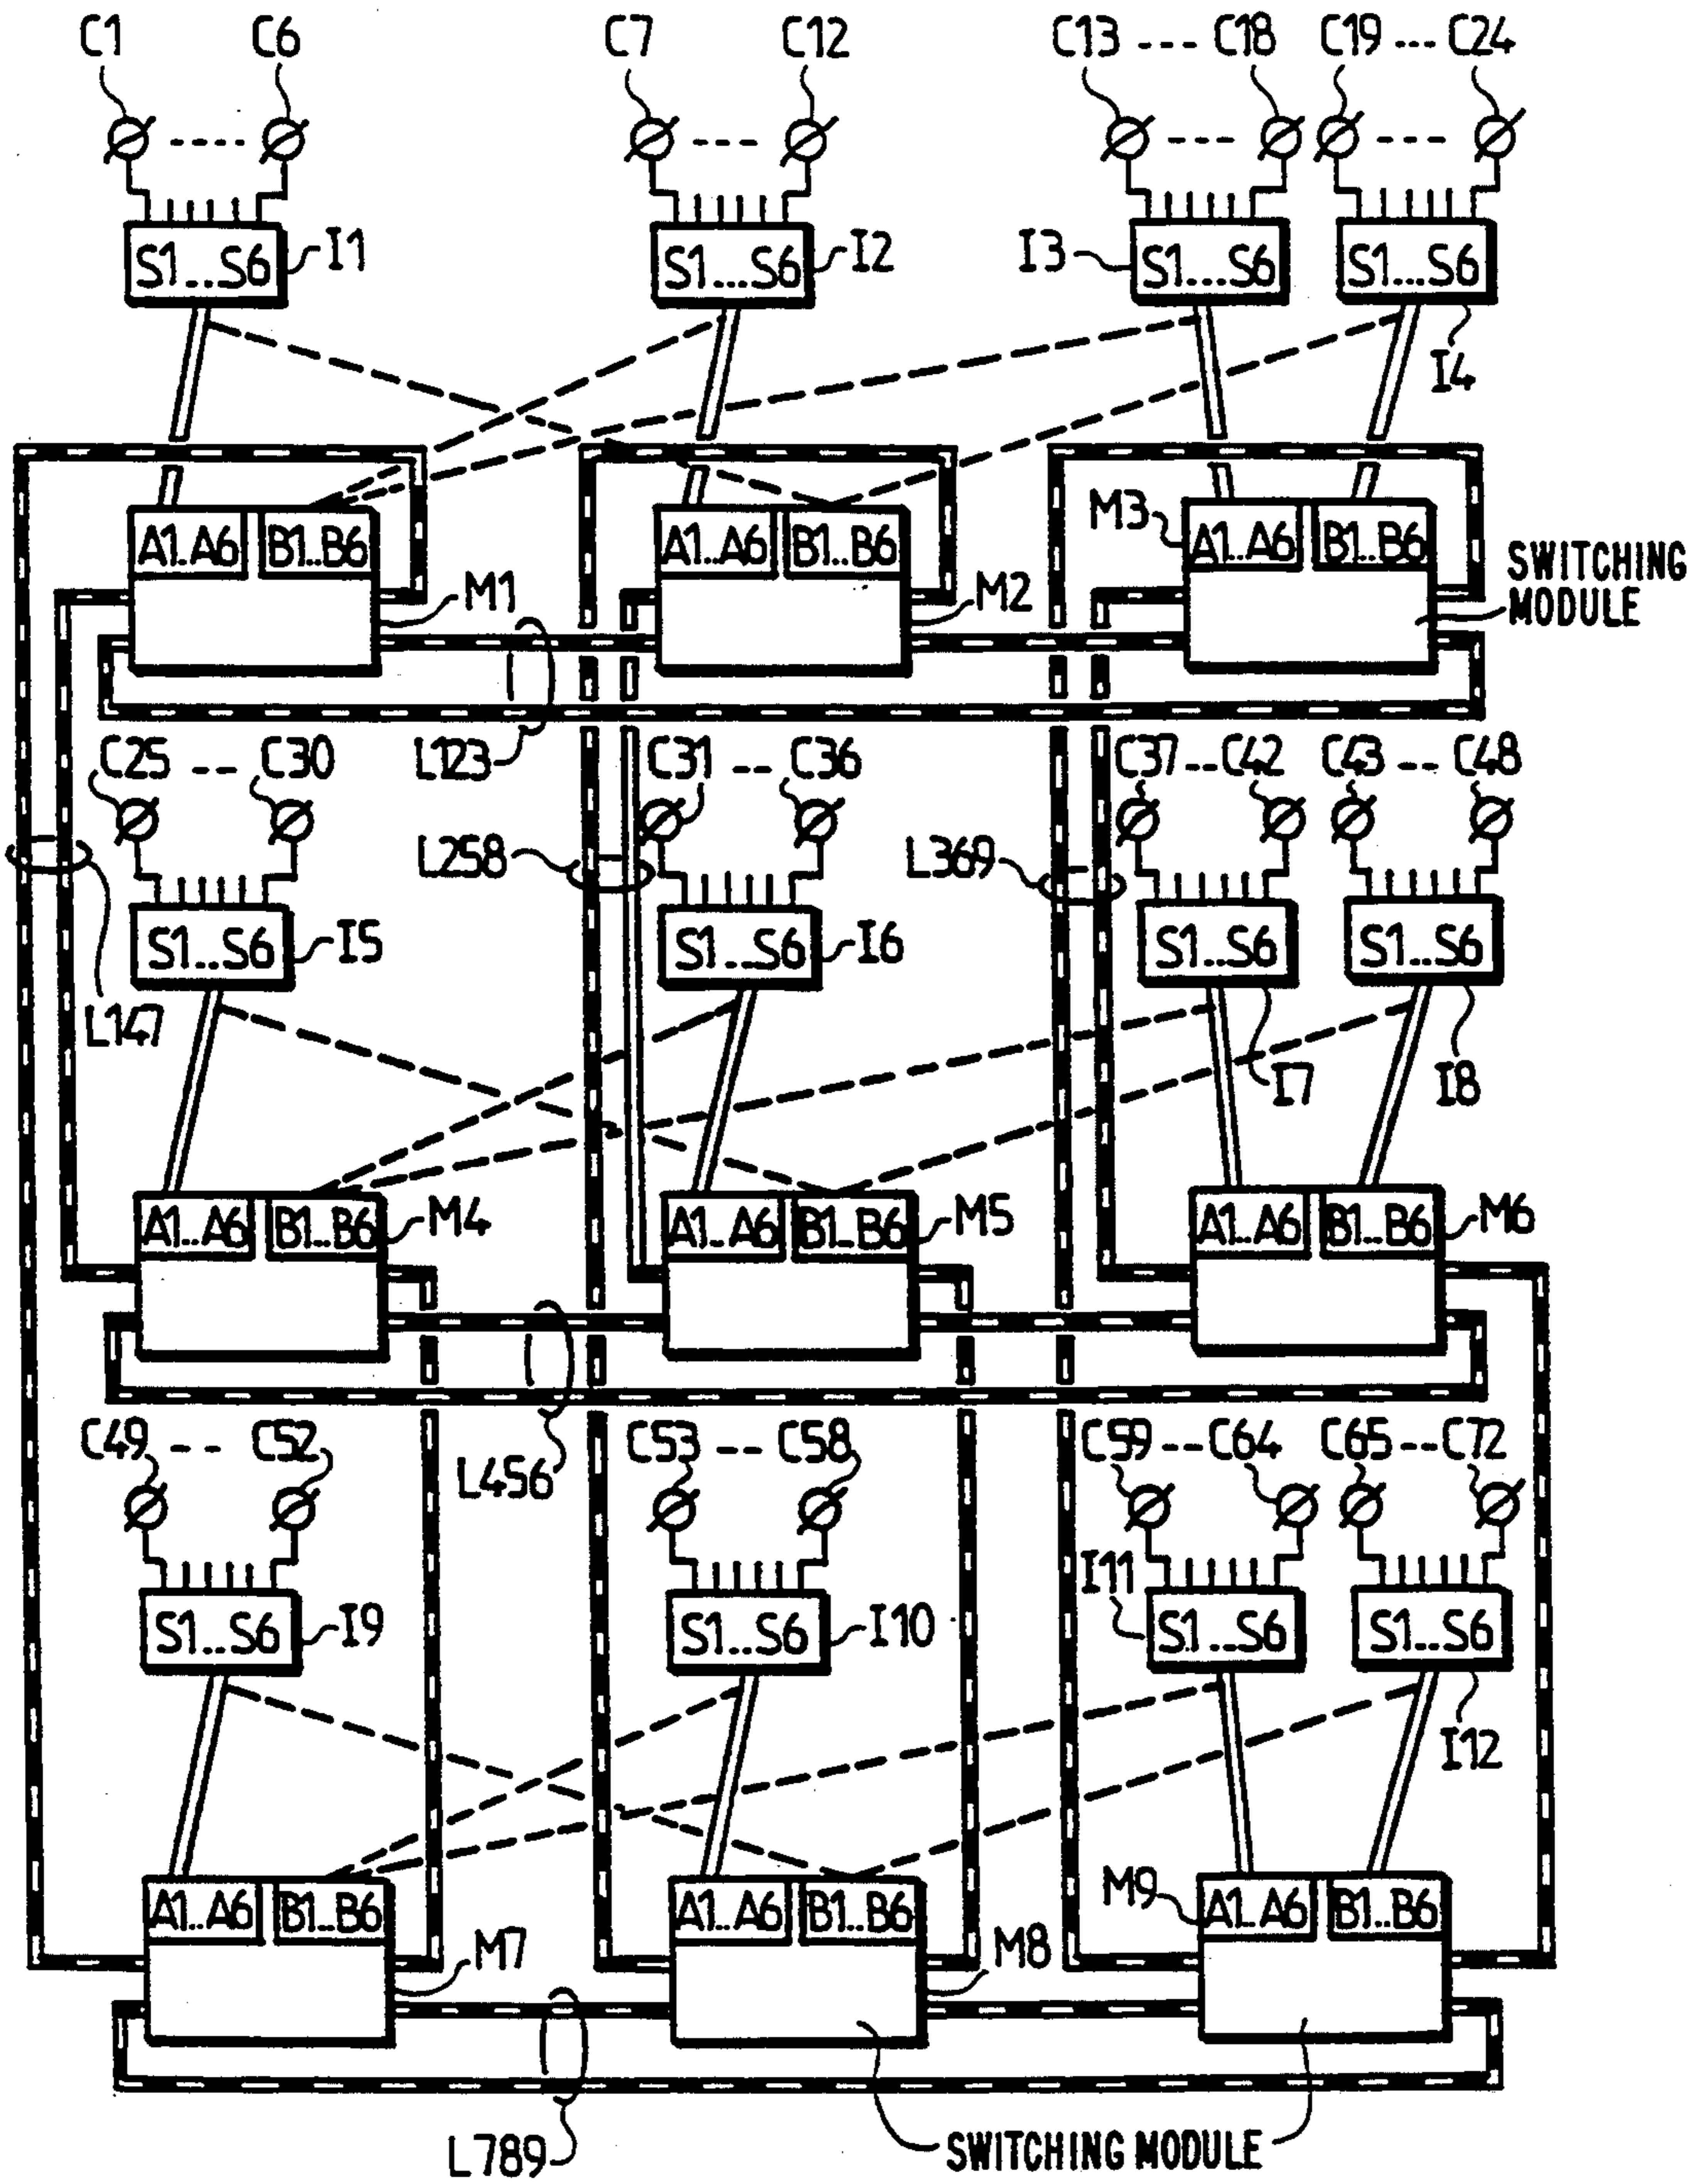 C1 C6 C7 C12 C13 --- C18 C19 --- C24
S1...S6 I1 S1...S6 I2 I3 S1...S6 S1...S6
I4
A1..A6 B1..B6 A1..A6 B1..B6 M3 A1..A6 B1..B6
M1 M2 SWITCHING
MODULE
L123
C25 -- C30 C31 -- C36 C37 -- C42 C43 -- C48
L258 L369
S1...S6 I5 S1...S6 I6 S1...S6 S1...S6
L147
I7 I8
A1..A6 B1..B6 M4 A1..A6 B1..B6 M5 A1..A6 B1..B6 M6
C49 -- C52 C53 -- C58 C59 -- C64 C65 -- C72
L456
I11
S1...S6 I9 S1...S6 I10 S1...S6 S1...S6
I12
A1..A6 B1..B6 A1..A6 B1..B6 M9 A1..A6 B1..B6
M7 M8
L789 SWITCHING MODULE